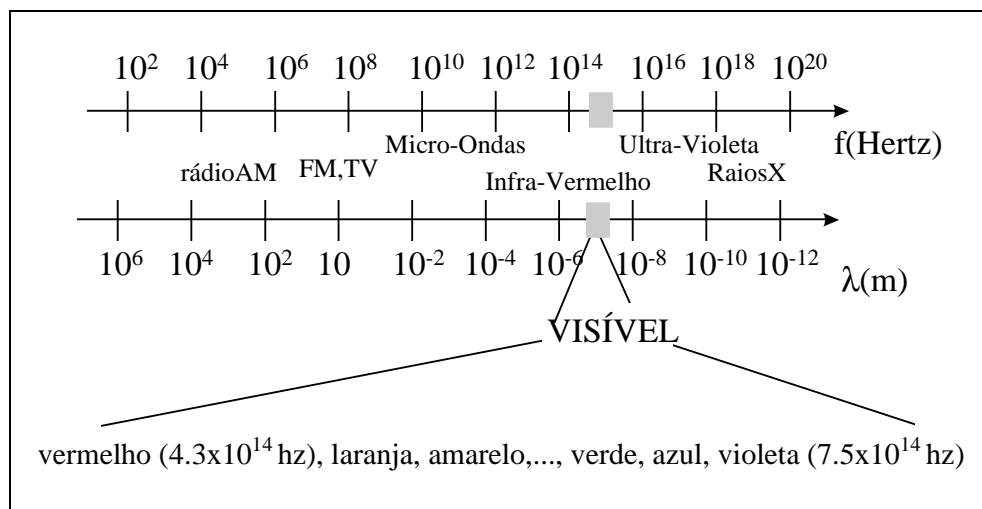 10² 10⁴ 10⁶ 10⁸ 10¹⁰ 10¹² 10¹⁴ 10¹⁶ 10¹⁸ 10²⁰
f(Hertz)
Micro-Ondas Ultra-Violeta
rádioAM FM,TV Infra-Vermelho RaiosX
10⁶ 10⁴ 10² 10 10⁻² 10⁻⁴ 10⁻⁶ 10⁻⁸ 10⁻¹⁰ 10⁻¹²
λ(m)
VISÍVEL
vermelho (4.3x10¹⁴ hz), laranja, amarelo,..., verde, azul, violeta (7.5x10¹⁴ hz)